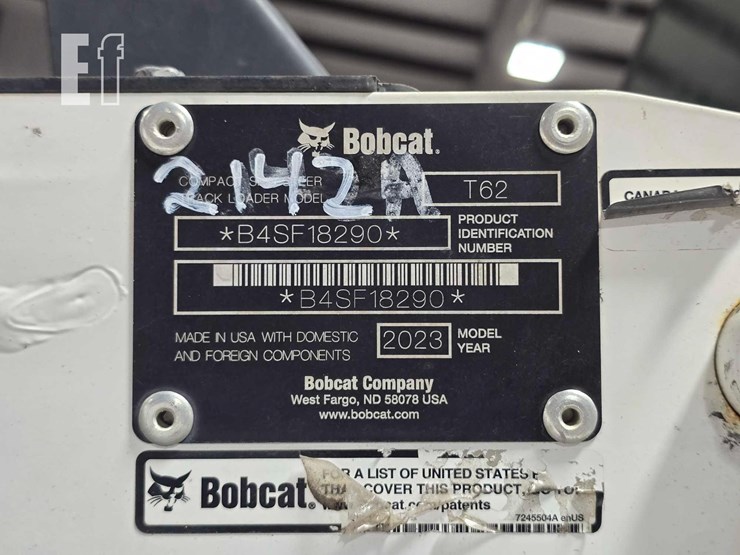 Ef
Bobcat.
2142A
COMPACT
LOADER MODEL T62
*B4SF18290* PRODUCT
IDENTIFICATION
NUMBER
*B4SF18290*
MADE IN USA WITH DOMESTIC
AND FOREIGN COMPONENTS
2023 MODEL
YEAR
Bobcat Company
West Fargo, ND 58078 USA
www.bobcat.com
Bobcat.
FOR A LIST OF UNITED STATES
COVER THIS PRODUCT,
7245504A enUS